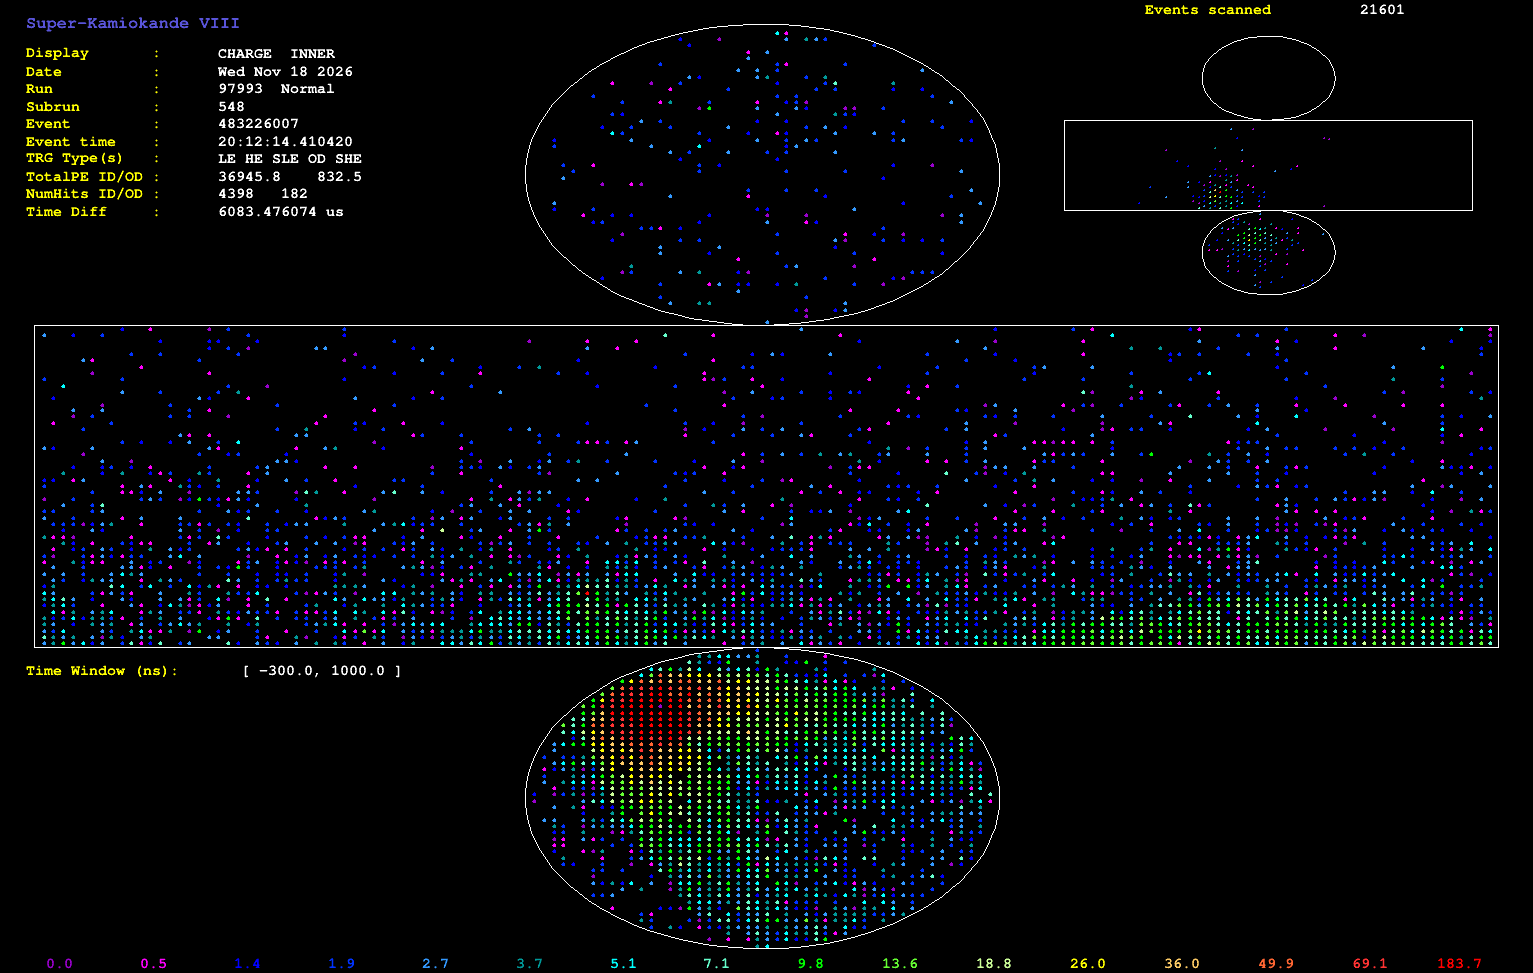 Super-Kamiokande VIII
Events scanned 21601
Display : CHARGE INNER
Date : Wed Nov 18 2026
Run : 97993 Normal
Subrun : 548
Event : 483226007
Event time : 20:12:14.410420
TRG Type(s) : LE HE SLE OD SHE
TotalPE ID/OD : 36945.8 832.5
NumHits ID/OD : 4398 182
Time Diff : 6083.476074 us
Time Window (ns): [ −300.0, 1000.0 ]
0.0 0.5 1.4 1.9 2.7 3.7 5.1 7.1 9.8 13.6 18.8 26.0 36.0 49.9 69.1 183.7